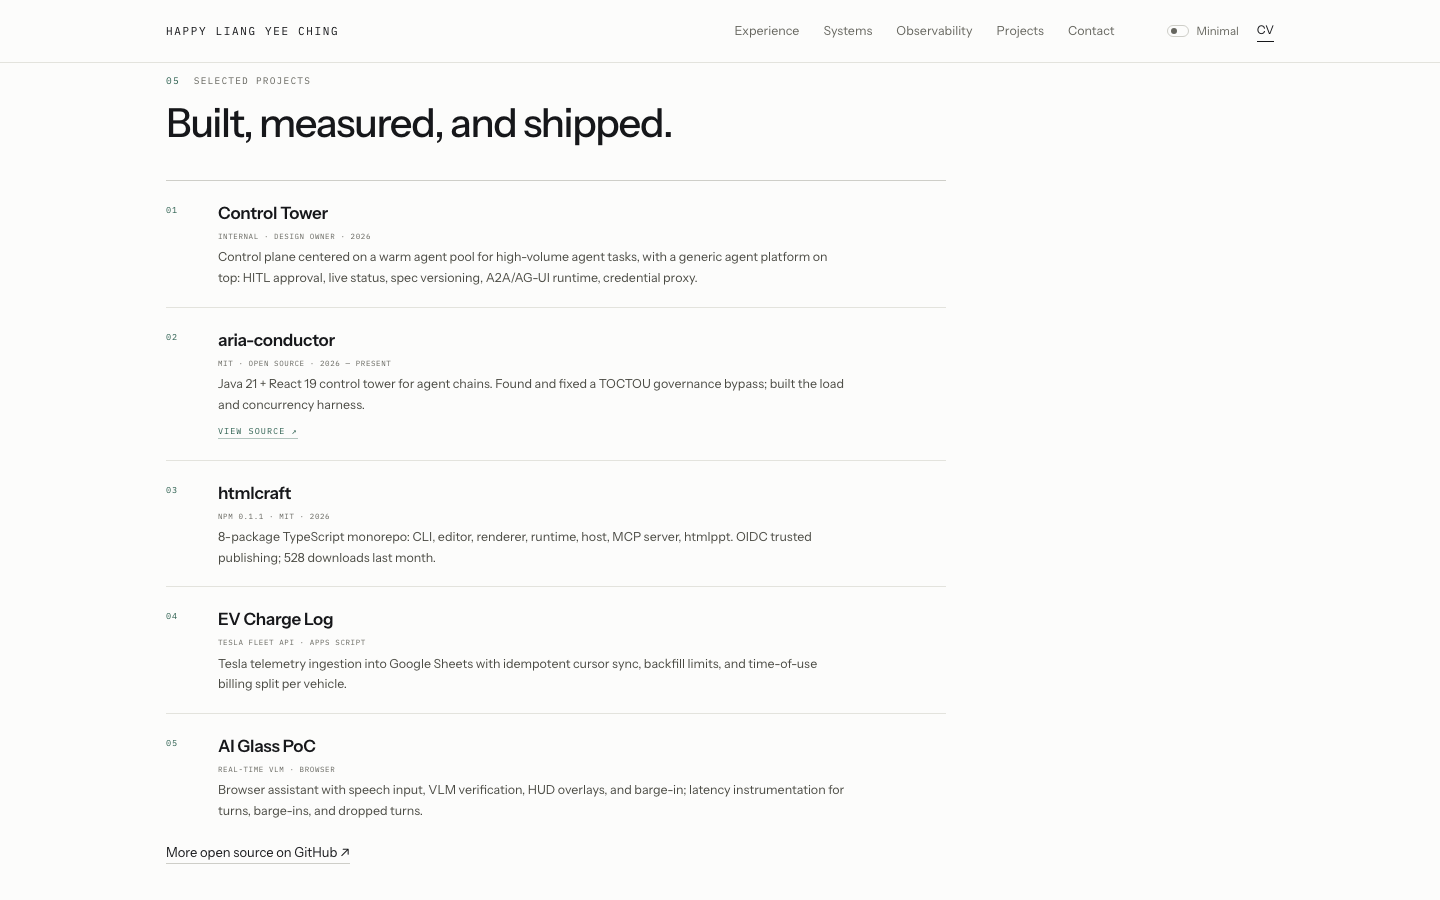 HAPPY LIANG YEE CHING
Experience Systems Observability Projects Contact Minimal CV
05 SELECTED PROJECTS
Built, measured, and shipped.
01 Control Tower
INTERNAL · DESIGN OWNER · 2026
Control plane centered on a warm agent pool for high-volume agent tasks, with a generic agent platform on
top: HITL approval, live status, spec versioning, A2A/AG-UI runtime, credential proxy.
02 aria-conductor
MIT · OPEN SOURCE · 2026 — PRESENT
Java 21 + React 19 control tower for agent chains. Found and fixed a TOCTOU governance bypass; built the load
and concurrency harness.
VIEW SOURCE ↗
03 htmlcraft
NPM 0.1.1 · MIT · 2026
8-package TypeScript monorepo: CLI, editor, renderer, runtime, host, MCP server, htmlppt. OIDC trusted
publishing; 528 downloads last month.
04 EV Charge Log
TESLA FLEET API · APPS SCRIPT
Tesla telemetry ingestion into Google Sheets with idempotent cursor sync, backfill limits, and time-of-use
billing split per vehicle.
05 AI Glass PoC
REAL-TIME VLM · BROWSER
Browser assistant with speech input, VLM verification, HUD overlays, and barge-in; latency instrumentation for
turns, barge-ins, and dropped turns.
More open source on GitHub ↗